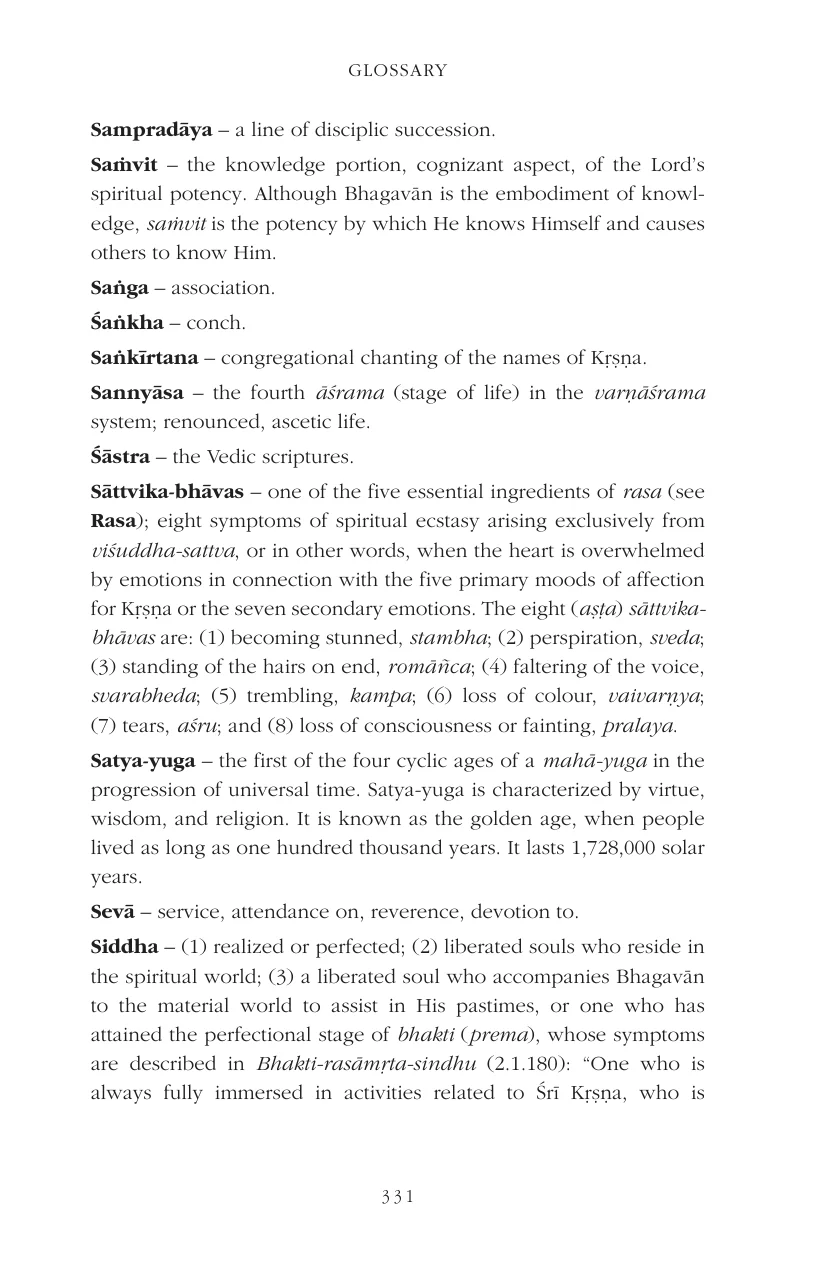 GLOSSARY
Sampradāya – a line of disciplic succession.
Saṁvit – the knowledge portion, cognizant aspect, of the Lord’s
spiritual potency. Although Bhagavān is the embodiment of knowl-
edge, saṁvit is the potency by which He knows Himself and causes
others to know Him.
Saṅga – association.
Śaṅkha – conch.
Saṅkīrtana – congregational chanting of the names of Kṛṣṇa.
Sannyāsa – the fourth āśrama (stage of life) in the varṇāśrama
system; renounced, ascetic life.
Śāstra – the Vedic scriptures.
Sāttvika-bhāvas – one of the five essential ingredients of rasa (see
Rasa); eight symptoms of spiritual ecstasy arising exclusively from
viśuddha-sattva, or in other words, when the heart is overwhelmed
by emotions in connection with the five primary moods of affection
for Kṛṣṇa or the seven secondary emotions. The eight (aṣṭa) sāttvika-
bhāvas are: (1) becoming stunned, stambha; (2) perspiration, sveda;
(3) standing of the hairs on end, romāñca; (4) faltering of the voice,
svarabheda; (5) trembling, kampa; (6) loss of colour, vaivarṇya;
(7) tears, aśru; and (8) loss of consciousness or fainting, pralaya.
Satya-yuga – the first of the four cyclic ages of a mahā-yuga in the
progression of universal time. Satya-yuga is characterized by virtue,
wisdom, and religion. It is known as the golden age, when people
lived as long as one hundred thousand years. It lasts 1,728,000 solar
years.
Sevā – service, attendance on, reverence, devotion to.
Siddha – (1) realized or perfected; (2) liberated souls who reside in
the spiritual world; (3) a liberated soul who accompanies Bhagavān
to the material world to assist in His pastimes, or one who has
attained the perfectional stage of bhakti (prema), whose symptoms
are described in Bhakti-rasāmṛta-sindhu (2.1.180): “One who is
always fully immersed in activities related to Śrī Kṛṣṇa, who is
331